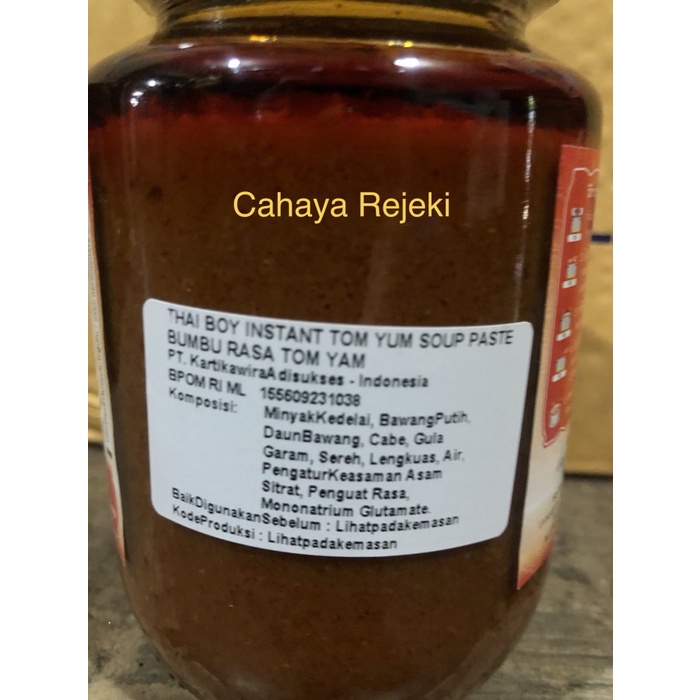 Cahaya Rejeki
THAI BOY INSTANT TOM YUM SOUP PASTE
BUMBU RASA TOM YAM
PT. KartikawiraAdisukses - Indonesia
BPOM RI ML 155609231038
Komposisi: MinyakKedelai, BawangPutih,
DaunBawang, Cabe, Gula
Garam, Sereh, Lengkuas, Air,
PengaturKeasaman Asam
Sitrat, Penguat Rasa,
Mononatrium Glutamate.
BaikDigunakanSebelum : Lihatpadakemasan
KodeProduksi : Lihatpadakemasan